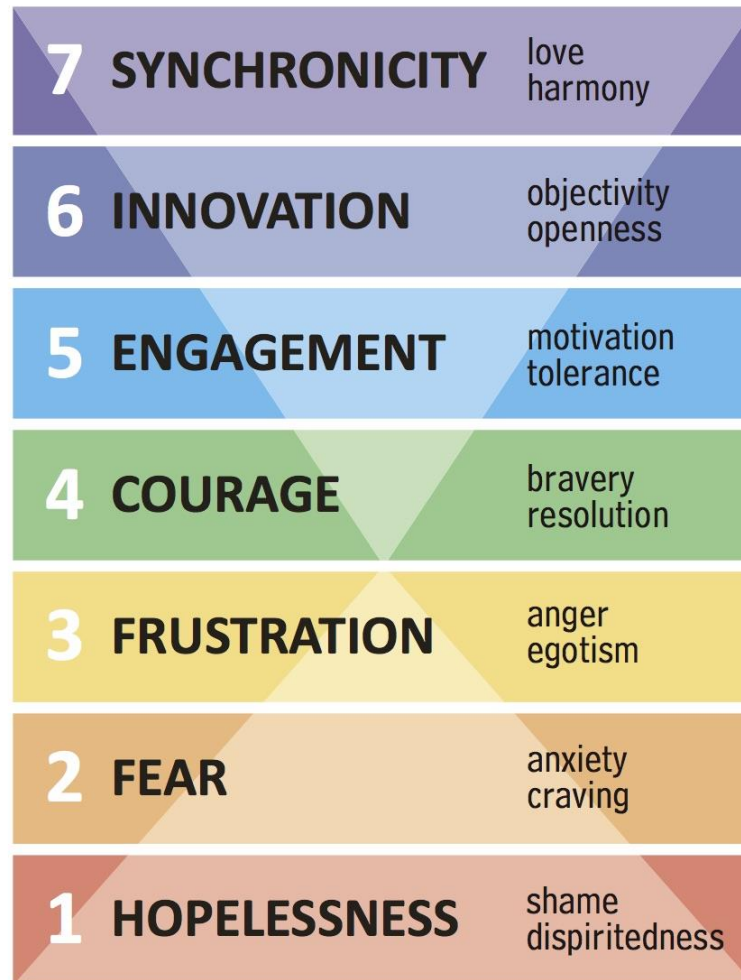 7 SYNCHRONICITY love
harmony
6 INNOVATION objectivity
openness
5 ENGAGEMENT motivation
tolerance
4 COURAGE bravery
resolution
3 FRUSTRATION anger
egotism
2 FEAR anxiety
craving
1 HOPELESSNESS shame
dispiritedness